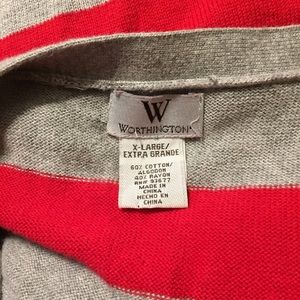 W
WORTHINGTON®
X-LARGE/
EXTRA GRANDE
60% COTTON/
ALGODON
40% RAYON
RN# 93677
MADE IN
CHINA
HECHO EN
CHINA